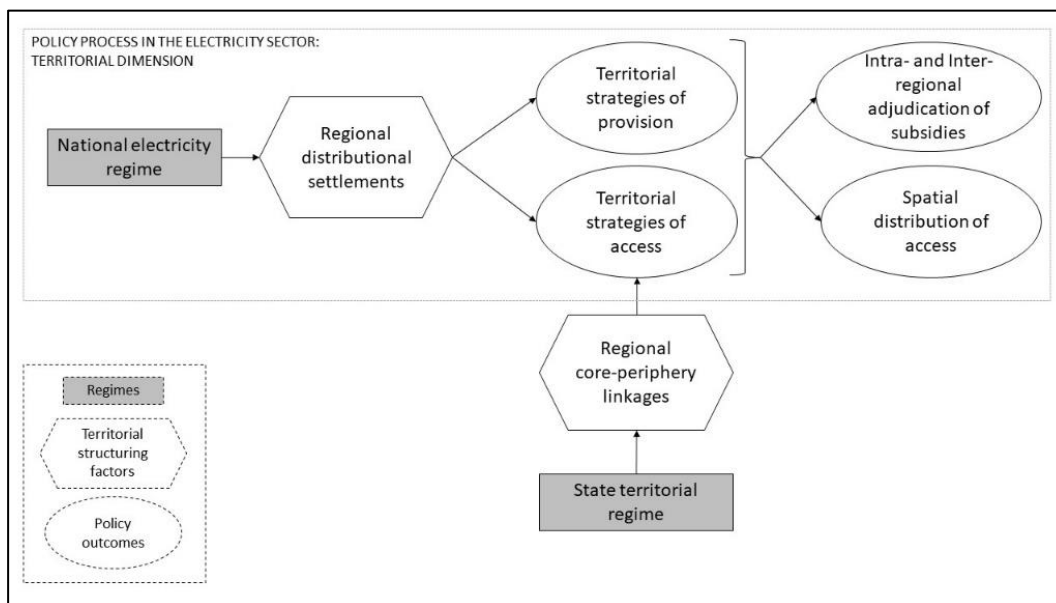 POLICY PROCESS IN THE ELECTRICITY SECTOR:
TERRITORIAL DIMENSION
National electricity
regime
Regional
distributional
settlements
Territorial
strategies of
provision
Territorial
strategies of
access
Intra- and Inter-
regional
adjudication of
subsidies
Spatial
distribution of
access
Regional
core-periphery
linkages
State territorial
regime
Regimes
Territorial
structuring
factors
Policy
outcomes